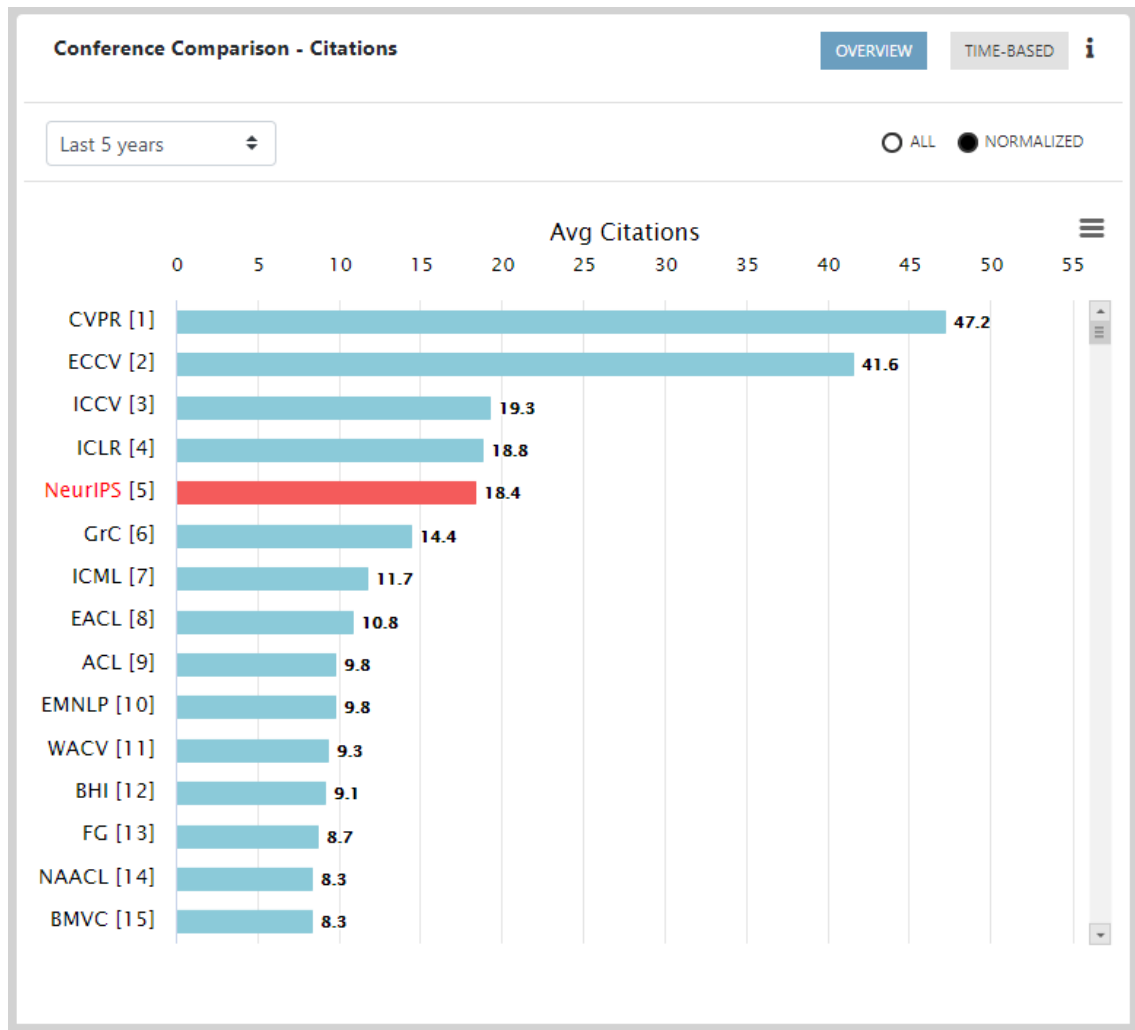 Conference Comparison - Citations
OVERVIEW
TIME-BASED
i
Last 5 years
ALL
NORMALIZED
Avg Citations
0 5 10 15 20 25 30 35 40 45 50 55
CVPR [1] 47.2
ECCV [2] 41.6
ICCV [3] 19.3
ICLR [4] 18.8
NeurIPS [5] 18.4
GrC [6] 14.4
ICML [7] 11.7
EACL [8] 10.8
ACL [9] 9.8
EMNLP [10] 9.8
WACV [11] 9.3
BHI [12] 9.1
FG [13] 8.7
NAACL [14] 8.3
BMVC [15] 8.3